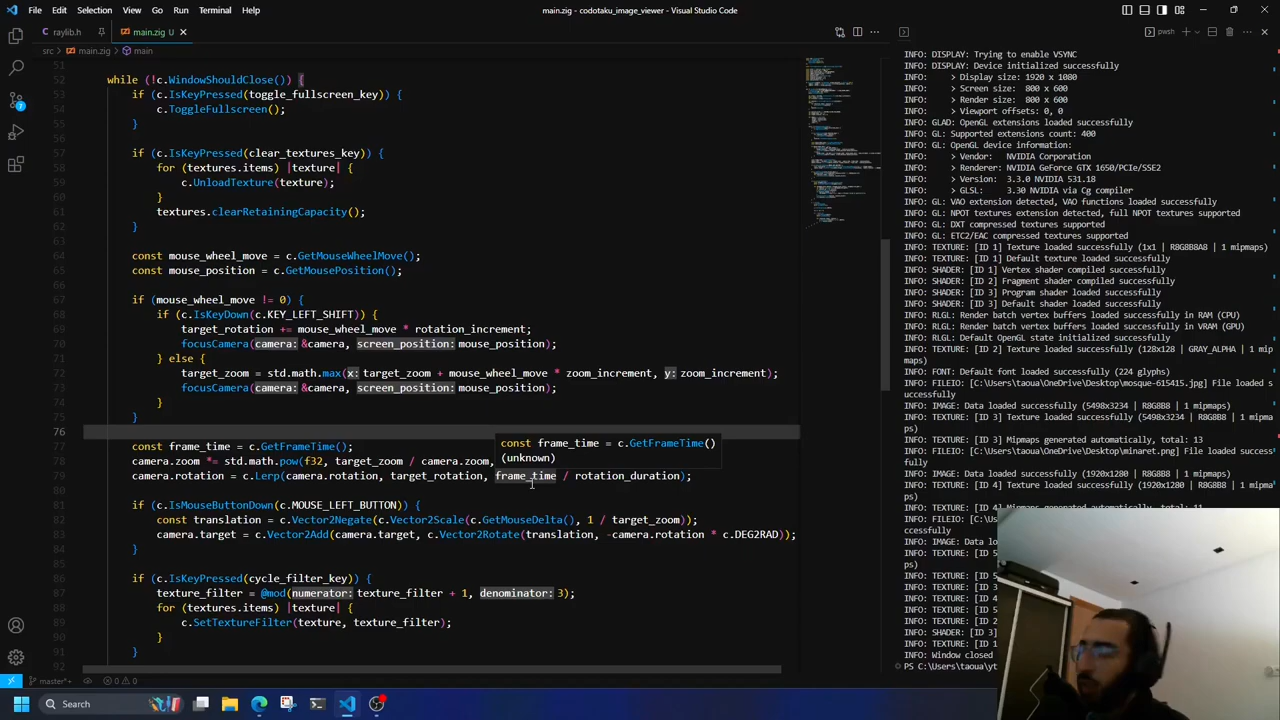 File Edit Selection View Go Run Terminal Help
main.zig - codotaku_image_viewer - Visual Studio Code
raylib.h
main.zig U
pwsh
src > main.zig > main
51
52 while (!c.WindowShouldClose()) {
53 if (c.IsKeyPressed(toggle_fullscreen_key)) {
54 c.ToggleFullscreen();
55 }
56
57 if (c.IsKeyPressed(clear_textures_key)) {
58 for (textures.items) |texture| {
59 c.UnloadTexture(texture);
60 }
61 textures.clearRetainingCapacity();
62 }
63
64 const mouse_wheel_move = c.GetMouseWheelMove();
65 const mouse_position = c.GetMousePosition();
66
67 if (mouse_wheel_move != 0) {
68 if (c.IsKeyDown(c.KEY_LEFT_SHIFT)) {
69 target_rotation += mouse_wheel_move * rotation_increment;
70 focusCamera(camera: &camera, screen_position: mouse_position);
71 } else {
72 target_zoom = std.math.max(x: target_zoom + mouse_wheel_move * zoom_increment, y: zoom_increment);
73 focusCamera(camera: &camera, screen_position: mouse_position);
74 }
75 }
76
77 const frame_time = c.GetFrameTime();
78 camera.zoom *= std.math.pow(f32, target_zoom / camera.zoom,
79 camera.rotation = c.Lerp(camera.rotation, target_rotation, frame_time / rotation_duration);
80
81 if (c.IsMouseButtonDown(c.MOUSE_LEFT_BUTTON)) {
82 const translation = c.Vector2Negate(c.Vector2Scale(c.GetMouseDelta(), 1 / target_zoom));
83 camera.target = c.Vector2Add(camera.target, c.Vector2Rotate(translation, -camera.rotation * c.DEG2RAD));
84 }
85
86 if (c.IsKeyPressed(cycle_filter_key)) {
87 texture_filter = @mod(numerator: texture_filter + 1, denominator: 3);
88 for (textures.items) |texture| {
89 c.SetTextureFilter(texture, texture_filter);
90 }
91 }
92
const frame_time = c.GetFrameTime()
(unknown)
INFO: DISPLAY: Trying to enable VSYNC
INFO: DISPLAY: Device initialized successfully
INFO: > Display size: 1920 x 1080
INFO: > Screen size: 800 x 600
INFO: > Render size: 800 x 600
INFO: > Viewport offsets: 0, 0
INFO: GLAD: OpenGL extensions loaded successfully
INFO: GL: Supported extensions count: 400
INFO: GL: OpenGL device information:
INFO: > Vendor: NVIDIA Corporation
INFO: > Renderer: NVIDIA GeForce GTX 1650/PCIe/SSE2
INFO: > Version: 3.3.0 NVIDIA 531.18
INFO: > GLSL: 3.30 NVIDIA via Cg compiler
INFO: GL: VAO extension detected, VAO functions loaded successfully
INFO: GL: NPOT textures extension detected, full NPOT textures supported
INFO: GL: DXT compressed textures supported
INFO: GL: ETC2/EAC compressed textures supported
INFO: TEXTURE: [ID 1] Texture loaded successfully (1x1 | R8G8B8A8 | 1 mipmaps)
INFO: TEXTURE: [ID 1] Default texture loaded successfully
INFO: SHADER: [ID 1] Vertex shader compiled successfully
INFO: SHADER: [ID 2] Fragment shader compiled successfully
INFO: SHADER: [ID 3] Program shader loaded successfully
INFO: SHADER: [ID 3] Default shader loaded successfully
INFO: RLGL: Render batch vertex buffers loaded successfully in RAM (CPU)
INFO: RLGL: Render batch vertex buffers loaded successfully in VRAM (GPU)
INFO: RLGL: Default OpenGL state initialized successfully
INFO: TEXTURE: [ID 2] Texture loaded successfully (128x128 | GRAY_ALPHA | 1 mip
maps)
INFO: FONT: Default font loaded successfully (224 glyphs)
INFO: FILEIO: [C:\Users\taoua\OneDrive\Desktop\mosque-615415.jpg] File loaded s
uccessfully
INFO: IMAGE: Data loaded successfully (5498x3234 | R8G8B8 | 1 mipmaps)
INFO: TEXTURE: [ID 3] Texture loaded successfully (5498x3234 | R8G8B8 | 1 mipma
ps)
INFO: TEXTURE: [ID 3] Mipmaps generated automatically, total: 13
INFO: FILEIO: [C:\Users\taoua\OneDrive\Desktop\minaret.jpg] File loaded success
fully
INFO: IMAGE: Data loaded successfully (1920x1280 | R8G8B8 | 1 mipmaps)
INFO: TEXTURE: [ID 4] Texture loaded successfully (1920x1280 | R8G8B8 | 1 mipma
ps)
INFO: TEXTURE: [ID 4] Mipmaps generated automatically, total: 11
INFO: FILEIO: [C:\Users\taoua\One
ccessfully
INFO: IMAGE: Data loaded
INFO: TEXTURE: [ID 5
ps)
INFO: TEXTURE: [ID 5
INFO: TEXTURE: [ID 3
INFO: TEXTURE: [ID 4
INFO: TEXTURE: [ID 5
INFO: TEXTURE: [ID 2
INFO: SHADER: [ID 3]
INFO: TEXTURE: [ID 1
INFO: Window closed
PS C:\Users\taoua\yt
master*+ 0 0
Search